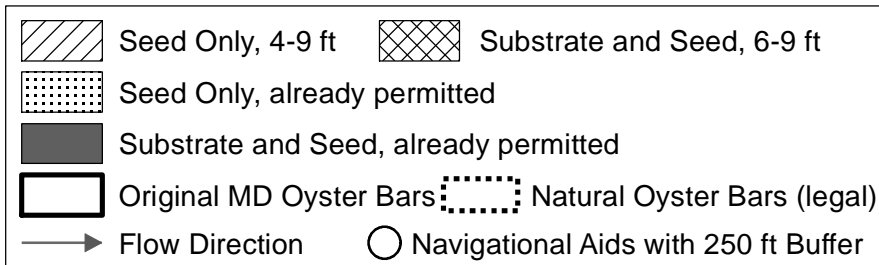 Seed Only, 4-9 ft Substrate and Seed, 6-9 ft
Seed Only, already permitted
Substrate and Seed, already permitted
Original MD Oyster Bars Natural Oyster Bars (legal)
Flow Direction Navigational Aids with 250 ft Buffer